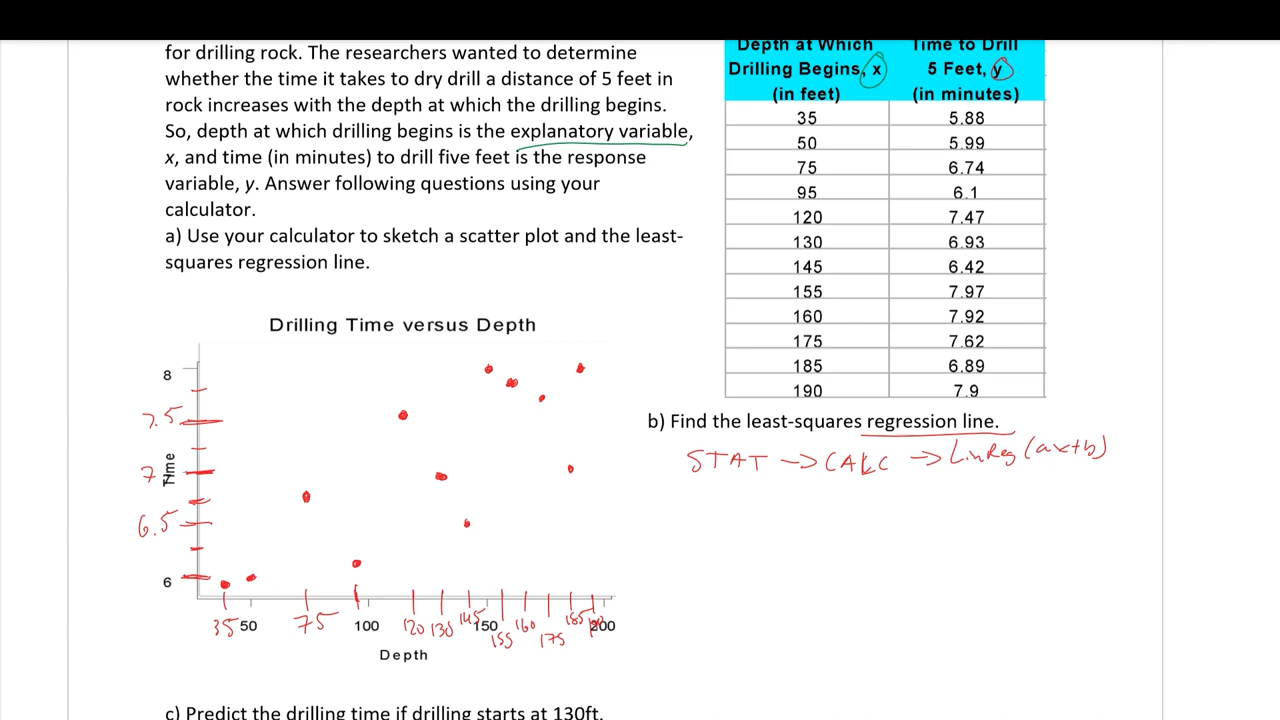 for drilling rock. The researchers wanted to determine
whether the time it takes to dry drill a distance of 5 feet in
rock increases with the depth at which the drilling begins.
So, depth at which drilling begins is the explanatory variable,
x, and time (in minutes) to drill five feet is the response
variable, y. Answer following questions using your
calculator.
a) Use your calculator to sketch a scatter plot and the least-
squares regression line.
Drilling Time versus Depth
8
7.5
7
Time
6.5
6
35 50 75 100 120 130 145 150 155 160 175 185 190 200
Depth
c) Predict the drilling time if drilling starts at 130ft.
Depth at Which Time to Drill
Drilling Begins, x 5 Feet, y
(in feet) (in minutes)
35 5.88
50 5.99
75 6.74
95 6.1
120 7.47
130 6.93
145 6.42
155 7.97
160 7.92
175 7.62
185 6.89
190 7.9
b) Find the least-squares regression line.
STAT → CALC → LinReg (ax+b)